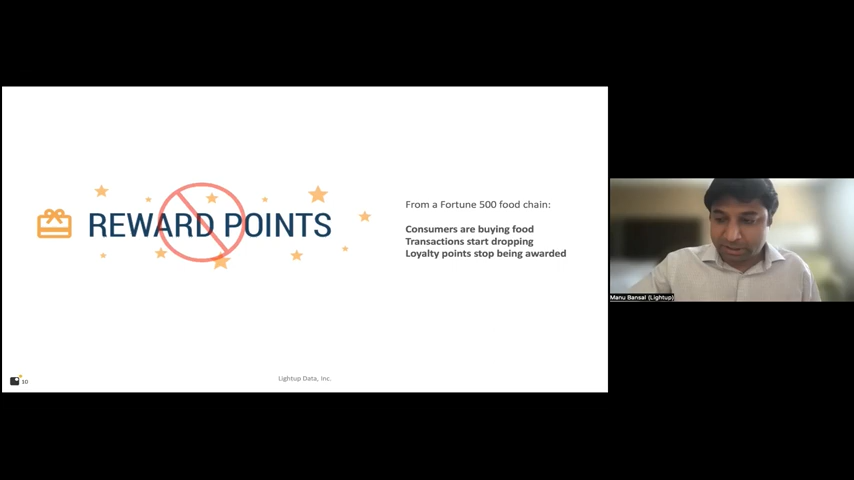 REWARD POINTS
From a Fortune 500 food chain:
Consumers are buying food
Transactions start dropping
Loyalty points stop being awarded
Manu Bansal (Lightup)
10
Lightup Data, Inc.